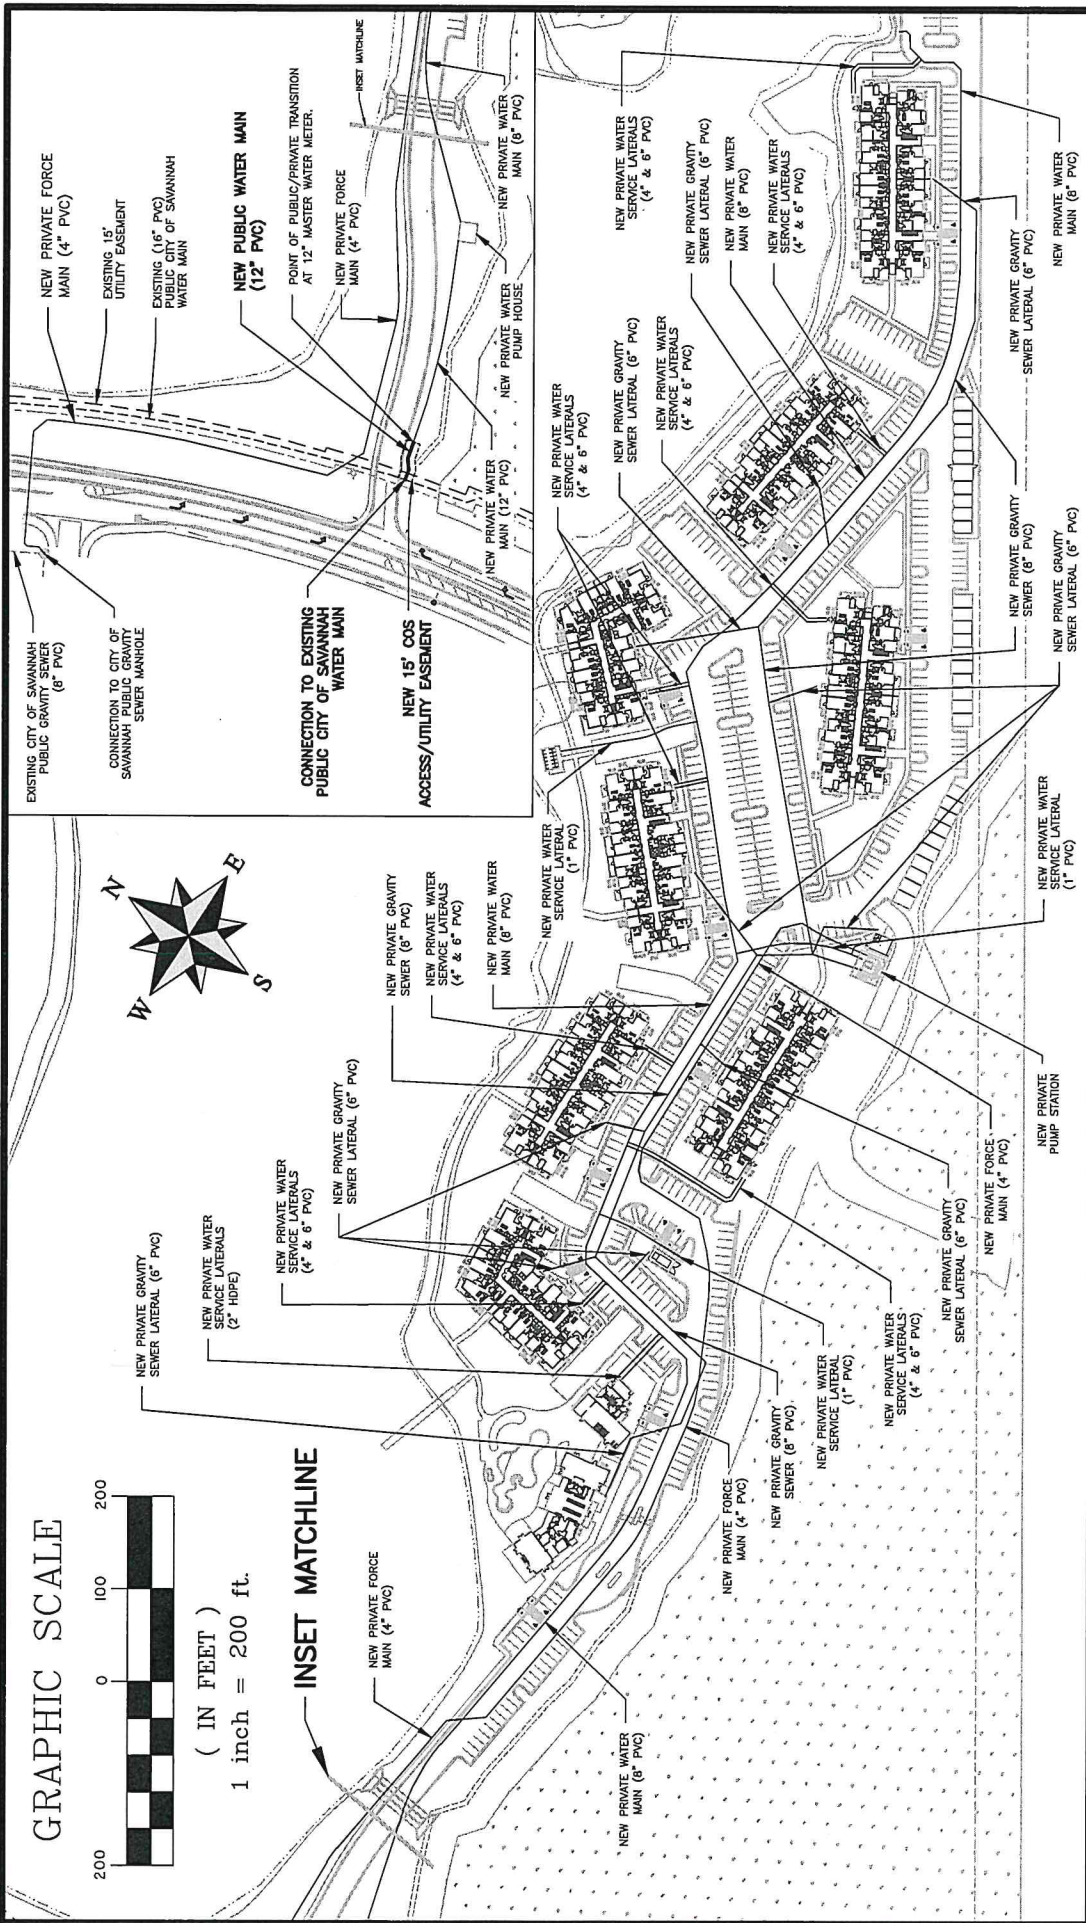 GRAPHIC SCALE
200
0
100
200
( IN FEET )
1 inch = 200 ft.
INSET MATCHLINE
NEW PRIVATE FORCE
MAIN (4" PVC)
NEW PRIVATE WATER
MAIN (8" PVC)
NEW PRIVATE GRAVITY
SEWER LATERAL (6" PVC)
NEW PRIVATE WATER
SERVICE LATERALS
(2" HDPE)
NEW PRIVATE WATER
SERVICE LATERALS
(4" & 6" PVC)
NEW PRIVATE GRAVITY
SEWER LATERAL (6" PVC)
NEW PRIVATE GRAVITY
SEWER (8" PVC)
NEW PRIVATE WATER
SERVICE LATERALS
(4" & 6" PVC)
NEW PRIVATE WATER
MAIN (8" PVC)
NEW PRIVATE WATER
SERVICE LATERAL
(1" PVC)
NEW PRIVATE FORCE
MAIN (4" PVC)
NEW PRIVATE GRAVITY
SEWER (8" PVC)
NEW PRIVATE WATER
SERVICE LATERAL
(1" PVC)
NEW PRIVATE WATER
SERVICE LATERALS
(4" & 6" PVC)
NEW PRIVATE GRAVITY
SEWER LATERAL (6" PVC)
NEW PRIVATE FORCE
MAIN (4" PVC)
NEW PRIVATE
PUMP STATION
NEW PRIVATE WATER
SERVICE LATERAL
(1" PVC)
NEW PRIVATE GRAVITY
SEWER LATERAL (6" PVC)
NEW PRIVATE GRAVITY
SEWER (8" PVC)
NEW PRIVATE GRAVITY
SEWER LATERAL (6" PVC)
NEW PRIVATE WATER
MAIN (8" PVC)
NEW PRIVATE WATER
SERVICE LATERALS
(4" & 6" PVC)
NEW PRIVATE GRAVITY
SEWER LATERAL (6" PVC)
NEW PRIVATE WATER
SERVICE LATERALS
(4" & 6" PVC)
NEW PRIVATE GRAVITY
SEWER LATERAL (6" PVC)
NEW PRIVATE WATER
MAIN (8" PVC)
NEW PRIVATE WATER
SERVICE LATERALS
(4" & 6" PVC)
NEW PRIVATE WATER
SERVICE LATERALS
(4" & 6" PVC)
N
E
S
W
EXISTING CITY OF SAVANNAH
PUBLIC GRAVITY SEWER
(8" PVC)
CONNECTION TO CITY OF
SAVANNAH PUBLIC GRAVITY
SEWER MANHOLE
CONNECTION TO EXISTING
PUBLIC CITY OF SAVANNAH
WATER MAIN
NEW 15' COS
ACCESS/UTILITY EASEMENT
NEW PRIVATE WATER
MAIN (12" PVC)
NEW PRIVATE WATER
PUMP HOUSE
NEW PRIVATE WATER
MAIN (8" PVC)
NEW PRIVATE FORCE
MAIN (4" PVC)
EXISTING 15'
UTILITY EASEMENT
EXISTING (16" PVC)
PUBLIC CITY OF SAVANNAH
WATER MAIN
NEW PUBLIC WATER MAIN
(12" PVC)
POINT OF PUBLIC/PRIVATE TRANSITION
AT 12" MASTER WATER METER.
NEW PRIVATE FORCE
MAIN (4" PVC)
INSET MATCHLINE